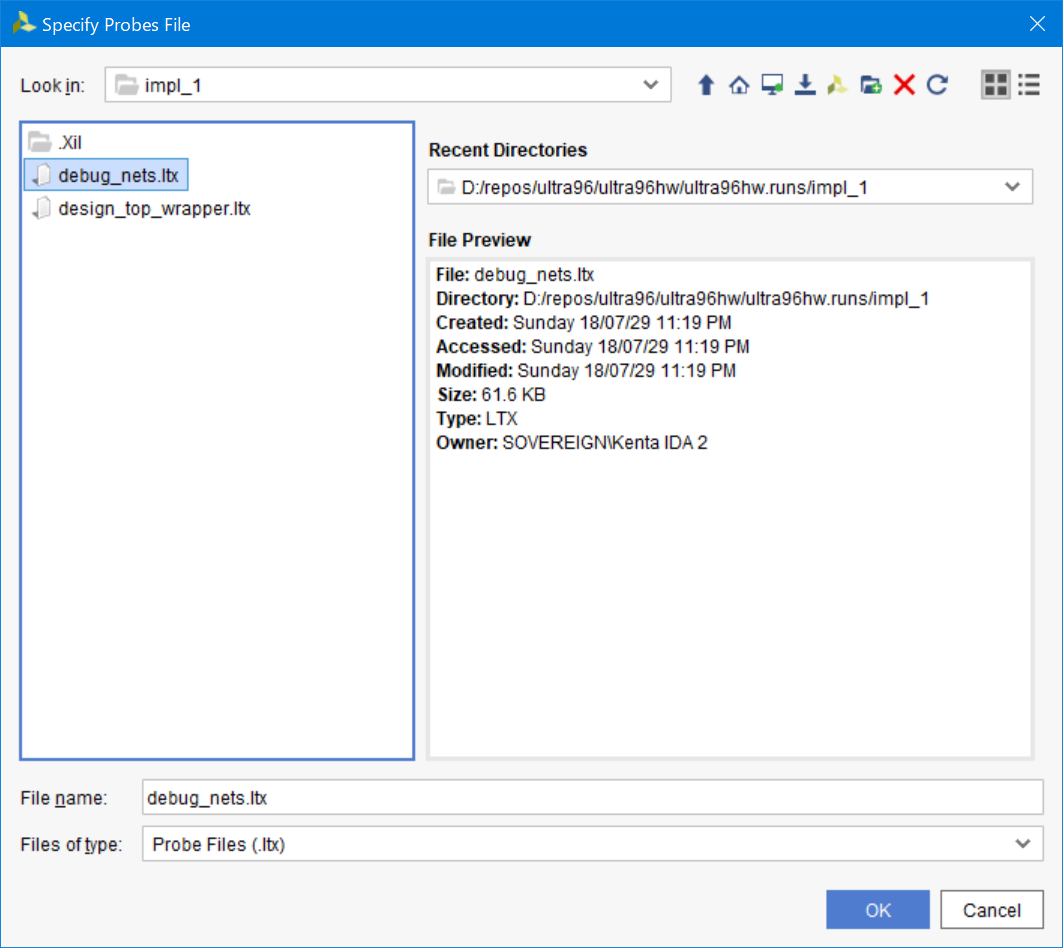 Specify Probes File
Look in: impl_1
.Xil
debug_nets.ltx
design_top_wrapper.ltx
Recent Directories
D:/repos/ultra96/ultra96hw/ultra96hw.runs/impl_1
File Preview
File: debug_nets.ltx
Directory: D:/repos/ultra96/ultra96hw/ultra96hw.runs/impl_1
Created: Sunday 18/07/29 11:19 PM
Accessed: Sunday 18/07/29 11:19 PM
Modified: Sunday 18/07/29 11:19 PM
Size: 61.6 KB
Type: LTX
Owner: SOVEREIGN\Kenta IDA 2
File name: debug_nets.ltx
Files of type: Probe Files (.ltx)
OK Cancel